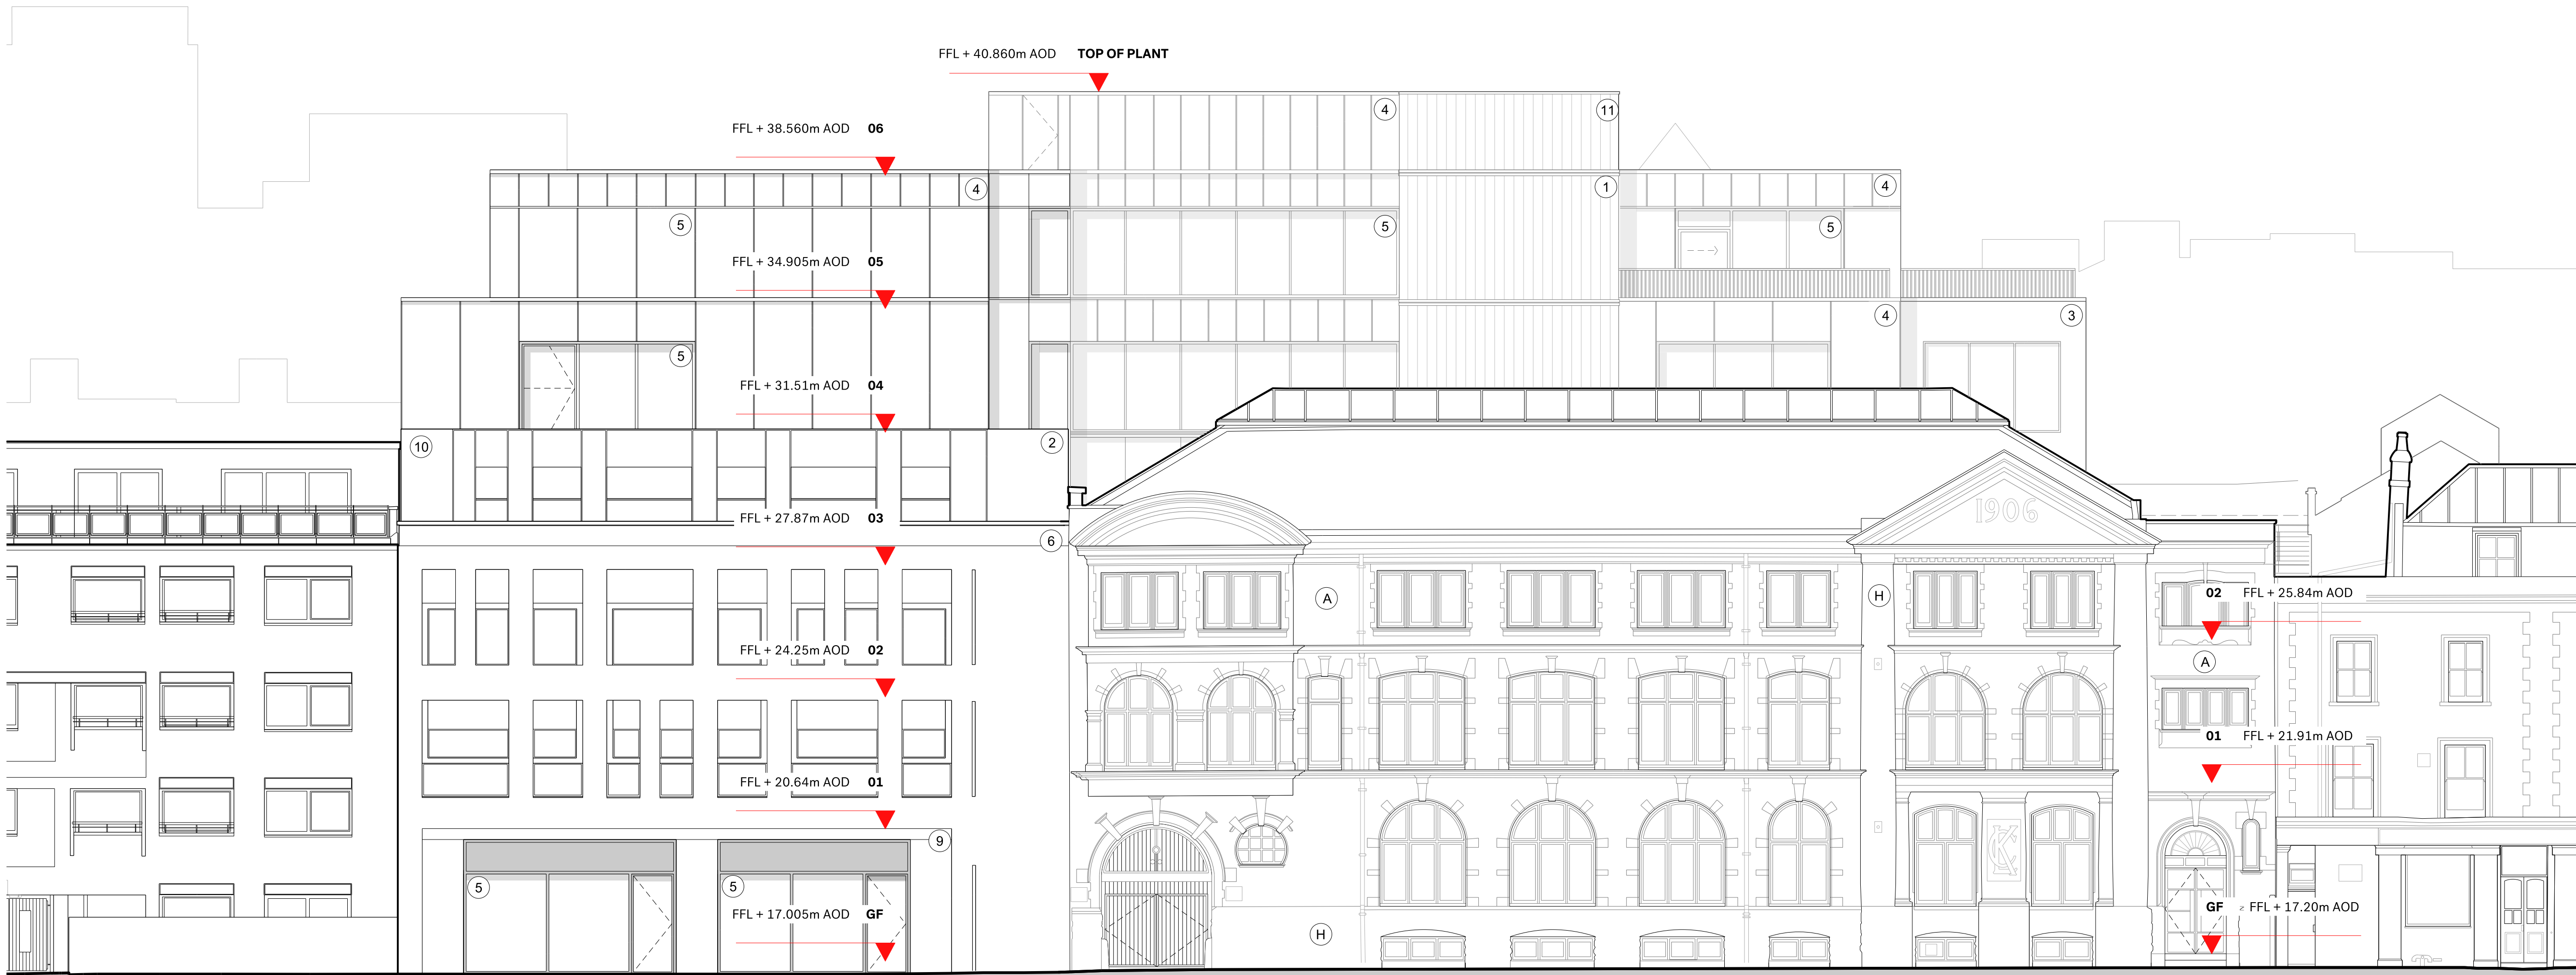 FFL + 40.860m AOD TOP OF PLANT
4
11
FFL + 38.560m AOD 06
4
1
4
5
5
5
FFL + 34.905m AOD 05
4
3
5
FFL + 31.51m AOD 04
10
2
1906
FFL + 27.87m AOD 03
6
A
H
02 FFL + 25.84m AOD
FFL + 24.25m AOD 02
A
01 FFL + 21.91m AOD
FFL + 20.64m AOD 01
9
5
5
FFL + 17.005m AOD GF
GF ± FFL + 17.20m AOD
H